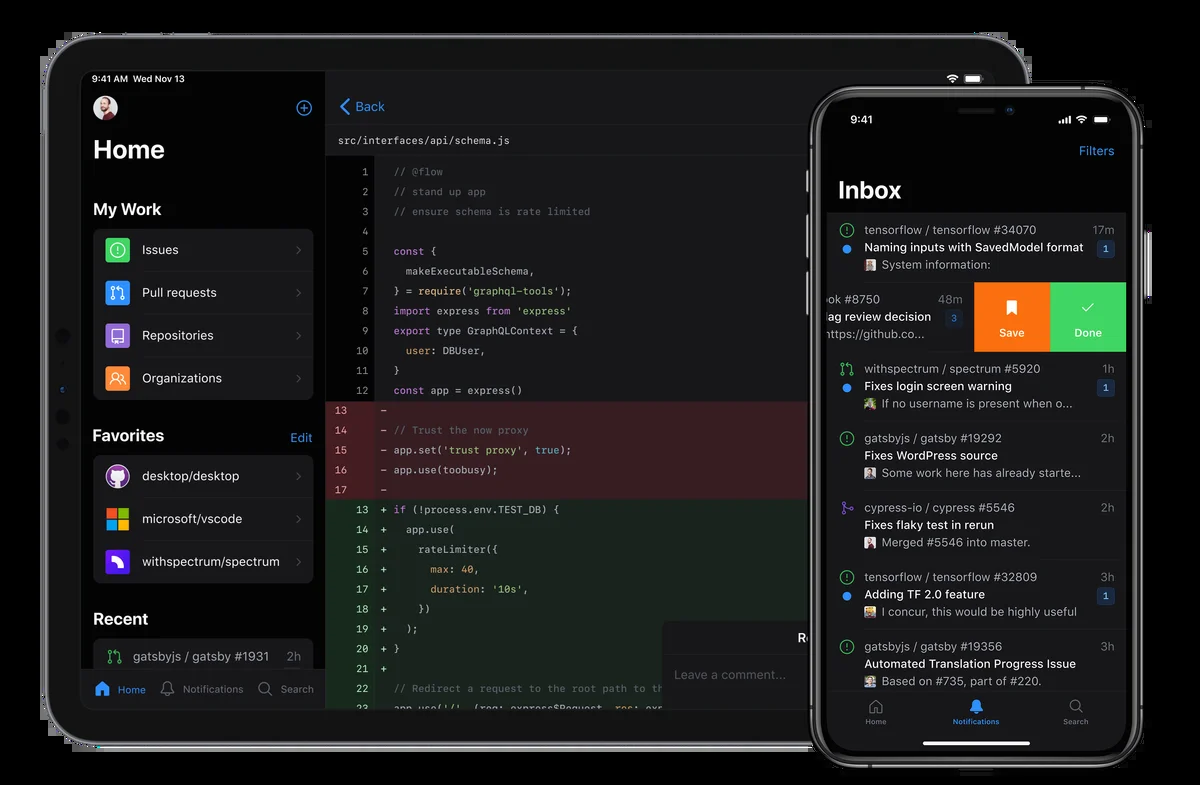 9:41 AM Wed Nov 13
Home
My Work
Issues
Pull requests
Repositories
Organizations
Favorites
Edit
desktop/desktop
microsoft/vscode
withspectrum/spectrum
Recent
gatsbyjs / gatsby #1931 2h
Home Notifications Search
Back
src/interfaces/api/schema.js
1 // @flow
2 // stand up app
3 // ensure schema is rate limited
4
5 const {
6 makeExecutableSchema,
7 } = require('graphql-tools');
8 import express from 'express'
9 export type GraphQLContext = {
10 user: DBUser,
11 }
12 const app = express()
13 -
14 - // Trust the now proxy
15 - app.set('trust proxy', true);
16 - app.use(toobusy);
17 -
13 + if (!process.env.TEST_DB) {
14 + app.use(
15 + rateLimiter({
16 + max: 40,
17 + duration: '10s',
18 + })
19 + );
20 + }
21 +
22 // Redirect a request to the root path to th
23 app.use('/', (req: express$Request, res: exp
Leave a comment...
9:41
Filters
Inbox
tensorflow / tensorflow #34070 17m
Naming inputs with SavedModel format 1
System information:
ok #8750 48m
ag review decision 3
https://github.co...
Save
Done
withspectrum / spectrum #5920 1h
Fixes login screen warning 1
If no username is present when o...
gatsbyjs / gatsby #19292 2h
Fixes WordPress source
Some work here has already starte...
cypress-io / cypress #5546 2h
Fixes flaky test in rerun
Merged #5546 into master.
tensorflow / tensorflow #32809 3h
Adding TF 2.0 feature 1
I concur, this would be highly useful
gatsbyjs / gatsby #19356 3h
Automated Translation Progress Issue
Based on #735, part of #220.
Home Notifications Search